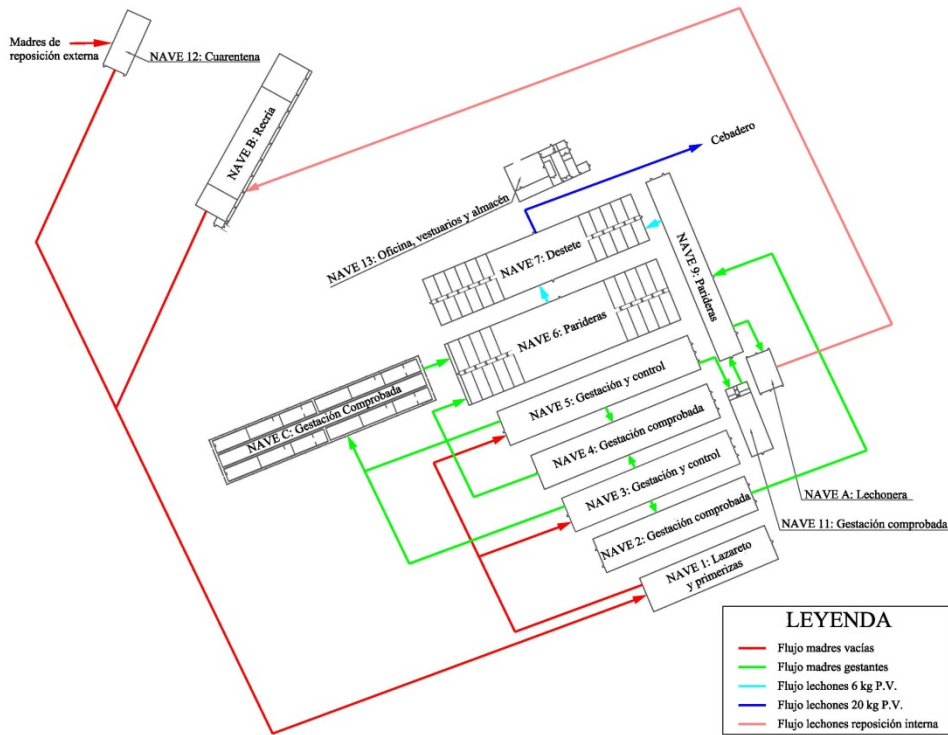 Madres de
reposición externa
NAVE 12: Cuarentena
NAVE B: Recría
Cebadero
NAVE 13: Oficina, vestuarios y almacén
NAVE 7: Destete
NAVE 9: Parideras
NAVE 6: Parideras
NAVE C: Gestación Comprobada
NAVE 5: Gestación y control
NAVE 4: Gestación comprobada
NAVE 3: Gestación y control
NAVE 2: Gestación comprobada
NAVE 1: Lazareto
y primerizas
NAVE A: Lechonera
NAVE 11: Gestación comprobada
LEYENDA
Flujo madres vacías
Flujo madres gestantes
Flujo lechones 6 kg P.V.
Flujo lechones 20 kg P.V.
Flujo lechones reposición interna